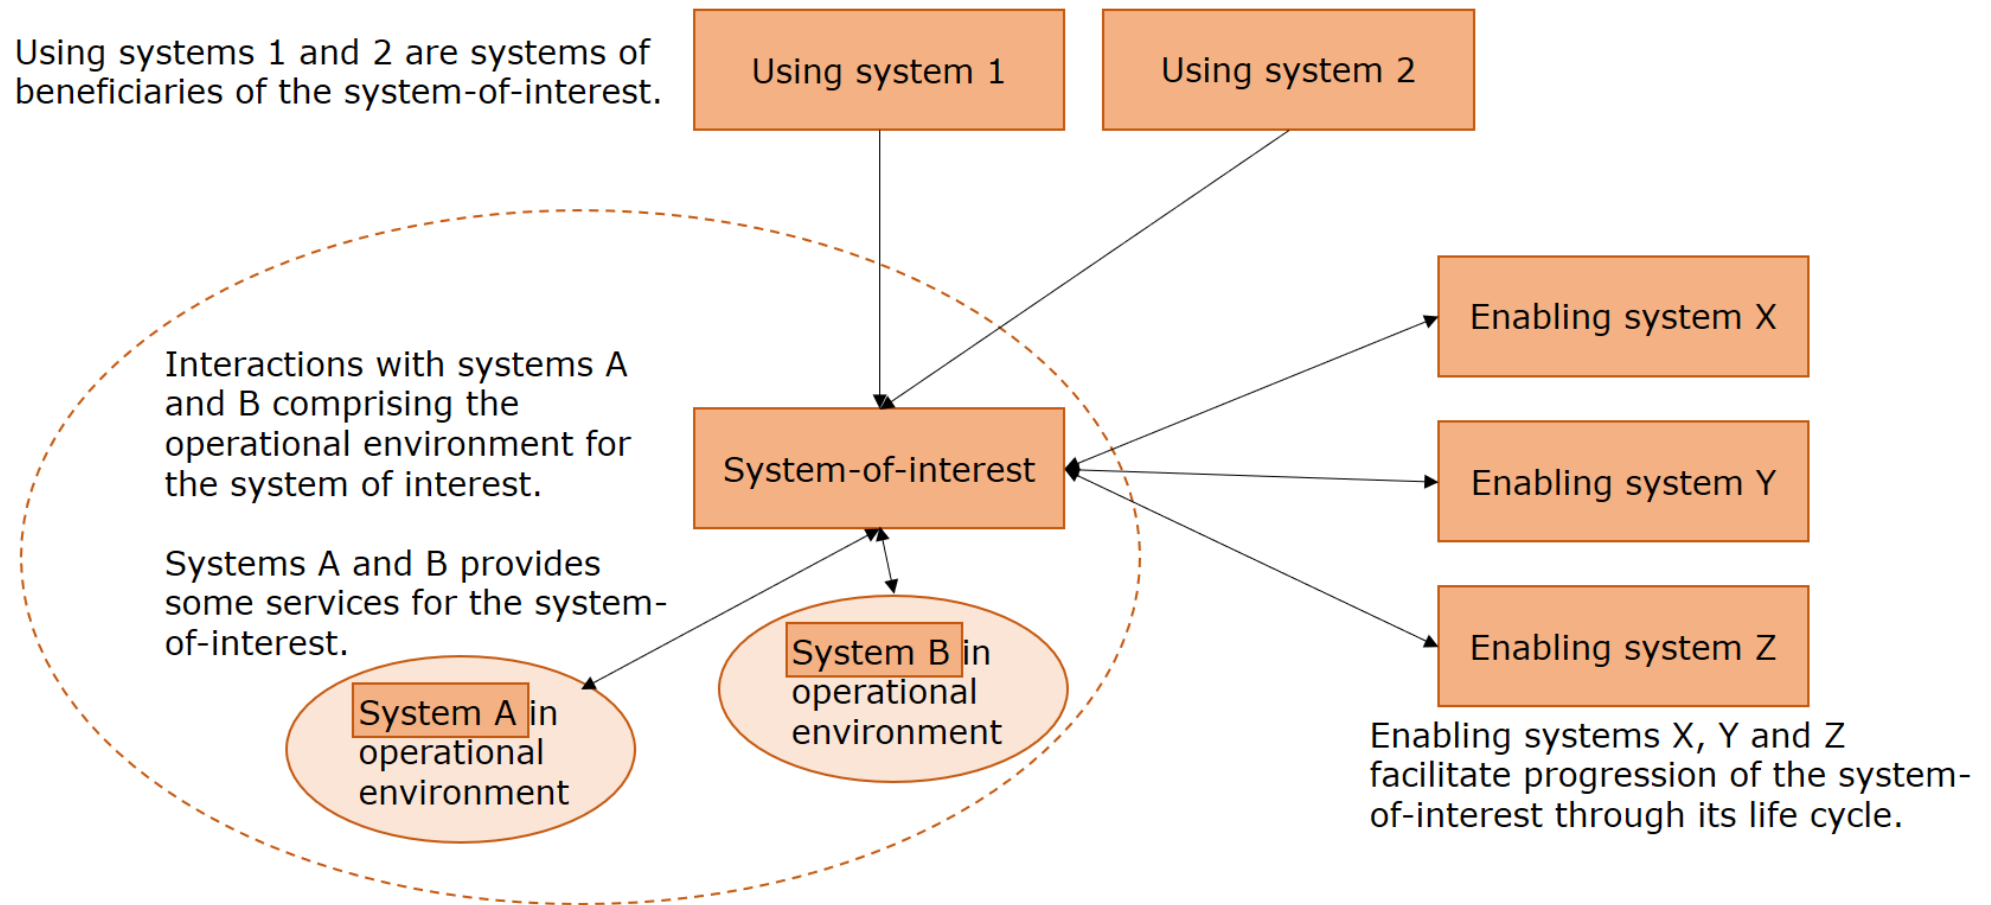 Using systems 1 and 2 are systems of
beneficiaries of the system-of-interest.
Using system 1
Using system 2
Interactions with systems A
and B comprising the
operational environment for
the system of interest.
Systems A and B provides
some services for the system-
of-interest.
System-of-interest
Enabling system X
Enabling system Y
Enabling system Z
System A in
operational
environment
System B in
operational
environment
Enabling systems X, Y and Z
facilitate progression of the system-
of-interest through its life cycle.